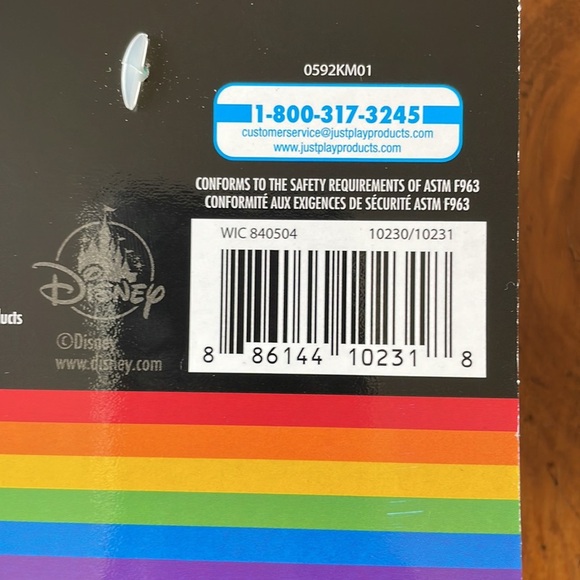 0592KM01
1-800-317-3245
customerservice@justplayproducts.com
www.justplayproducts.com
CONFORMS TO THE SAFETY REQUIREMENTS OF ASTM F963
CONFORMITÉ AUX EXIGENCES DE SÉCURITÉ ASTM F963
WIC 840504 10230/10231
8 86144 10231 8
DISNEY
©Disney
www.disney.com